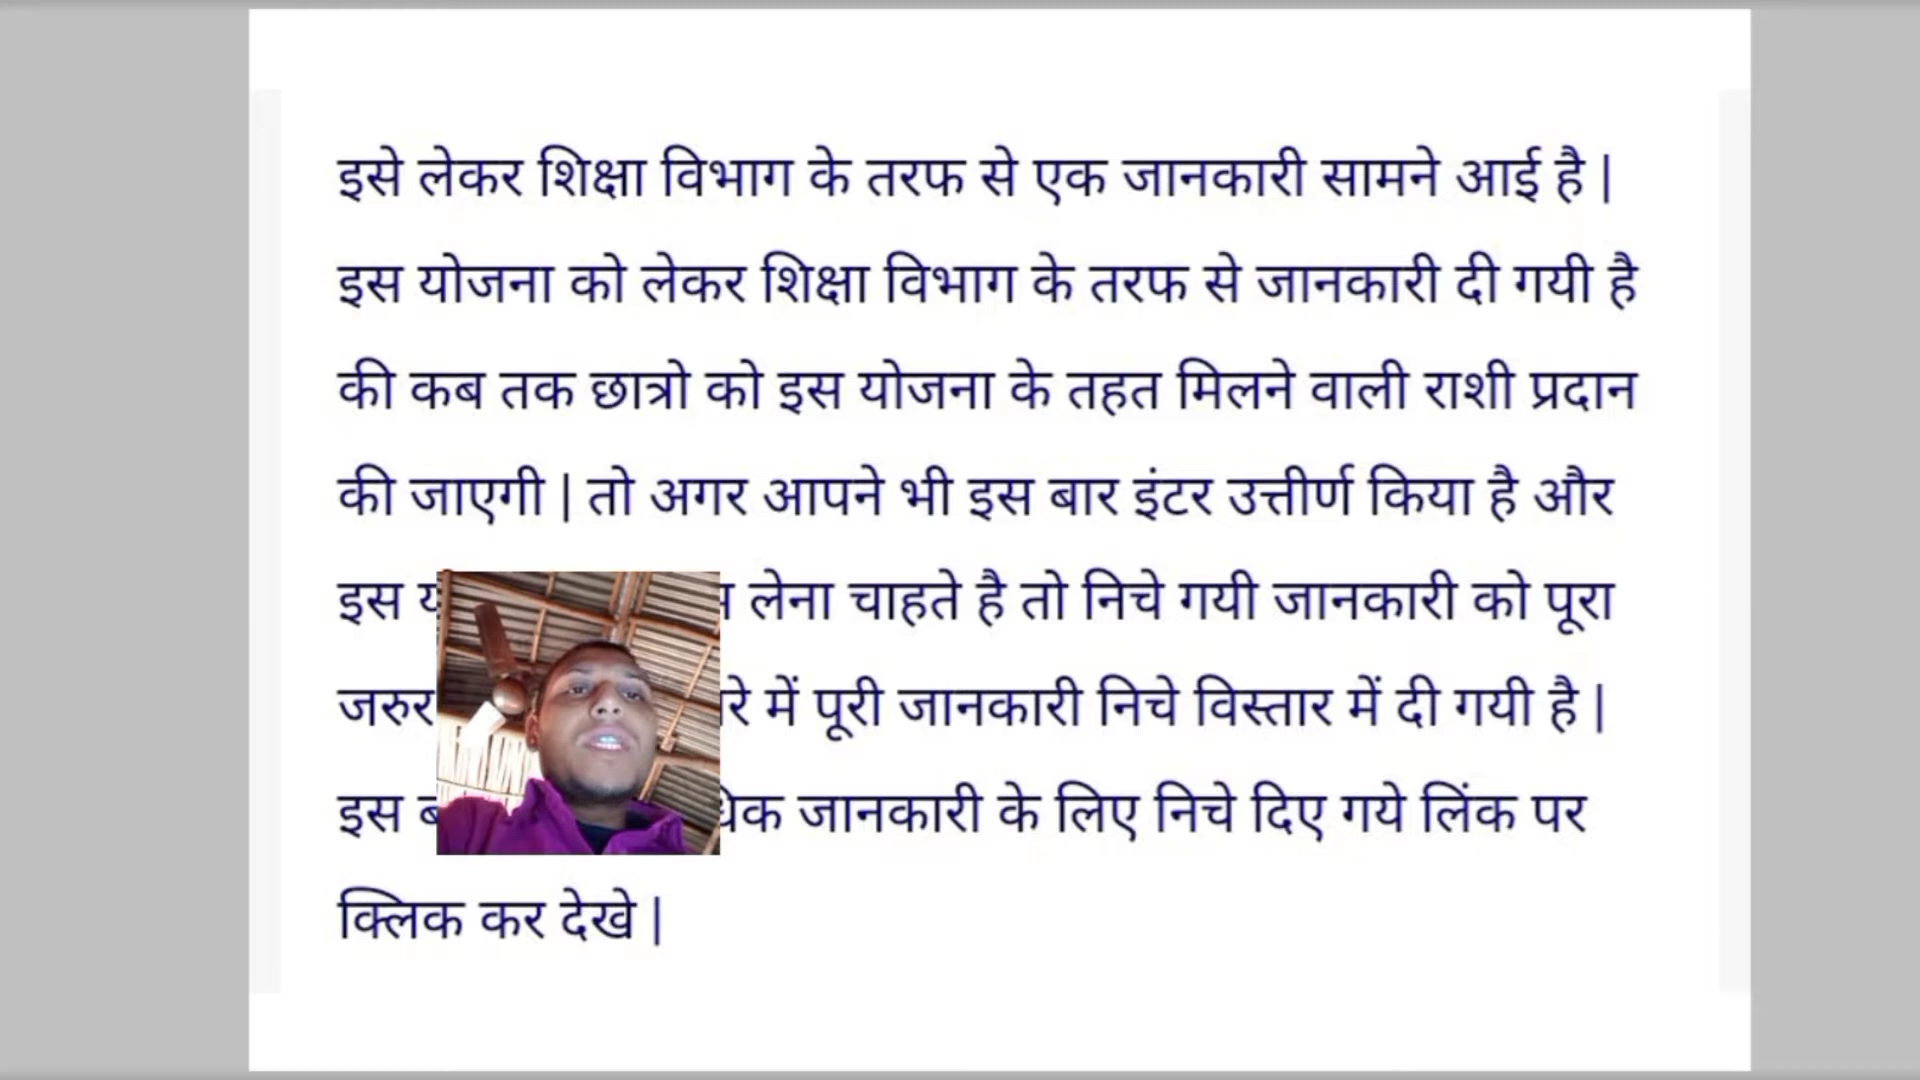 इसे लेकर शिक्षा विभाग के तरफ से एक जानकारी सामने आई है |
इस योजना को लेकर शिक्षा विभाग के तरफ से जानकारी दी गयी है
की कब तक छात्रो को इस योजना के तहत मिलने वाली राशी प्रदान
की जाएगी | तो अगर आपने भी इस बार इंटर उत्तीर्ण किया है और
इस लेना चाहते है तो निचे गयी जानकारी को पूरा
जरुर में पूरी जानकारी निचे विस्तार में दी गयी है |
इस जानकारी के लिए निचे दिए गये लिंक पर
क्लिक कर देखे |